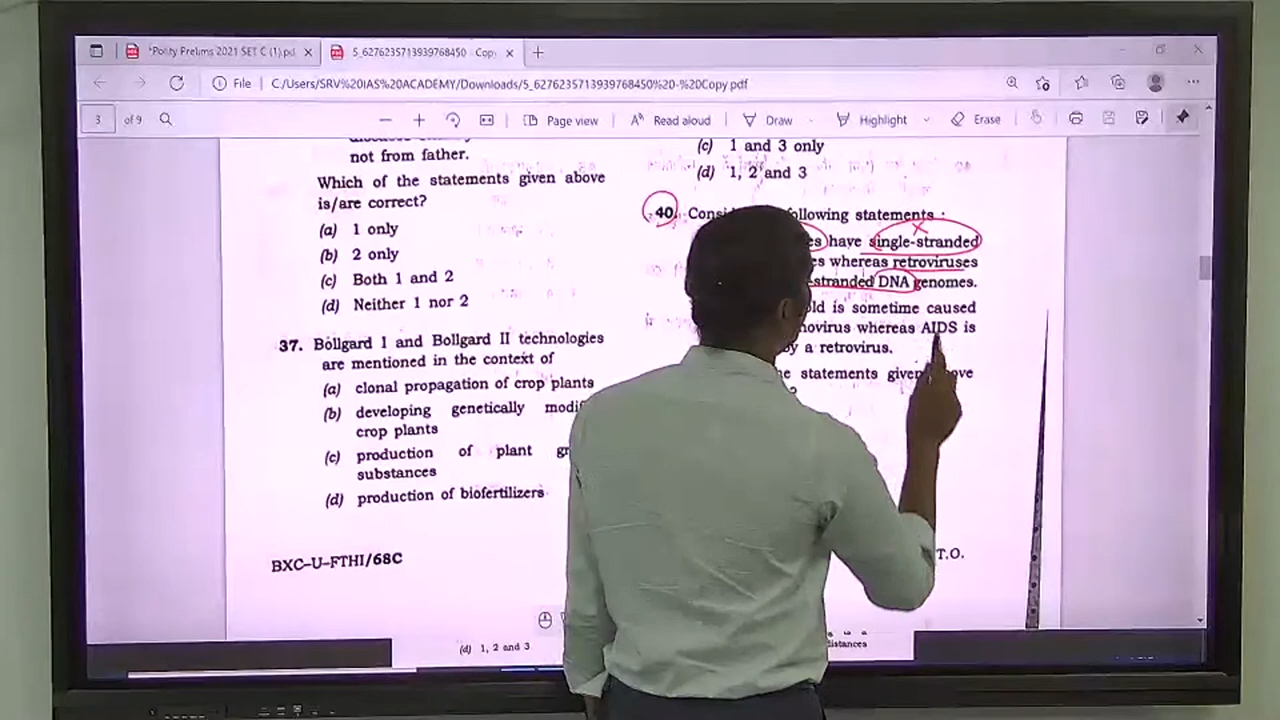 *Polity Prelims 2021 SET C (1).pd
5_6276235713939768450 - Copy
File
C:/Users/SRV%20IAS%20ACADEMY/Downloads/5_6276235713939768450%20-%20Copy.pdf
3 of 9
Page view
Read aloud
Draw
Highlight
Erase
not from father.
Which of the statements given above
is/are correct?
(a) 1 only
(b) 2 only
(c) Both 1 and 2
(d) Neither 1 nor 2
37. Bollgard I and Bollgard II technologies
are mentioned in the context of
(a) clonal propagation of crop plants
(b) developing genetically
crop plants
(c) production of plant
substances
(d) production of biofertilizers
BXC-U-FTHI/68C
(d) 1, 2 and 3
(c) 1 and 3 only
(d) 1, 2 and 3
40. following statements :
have single-stranded
whereas retroviruses
-stranded DNA genomes.
is sometime caused
whereas AIDS is
by a retrovirus.
statements given
T.O.
distances